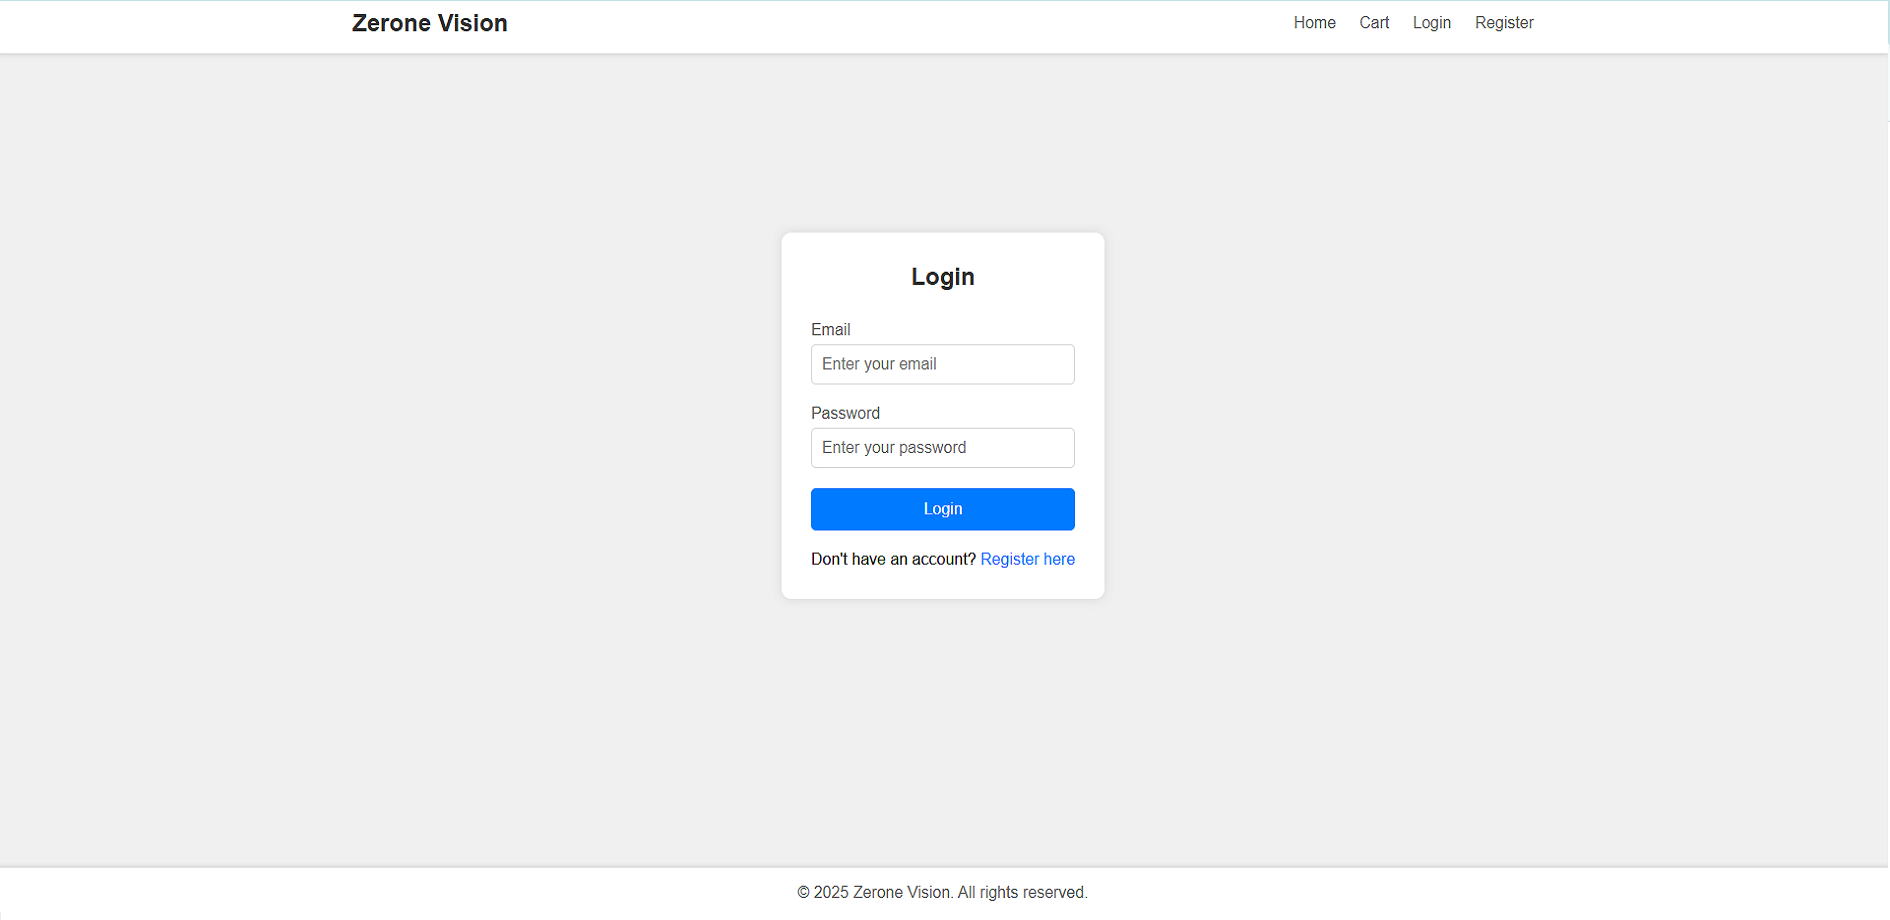 Zerone Vision
Home Cart Login Register
Login
Email
Enter your email
Password
Enter your password
Login
Don't have an account? Register here
© 2025 Zerone Vision. All rights reserved.